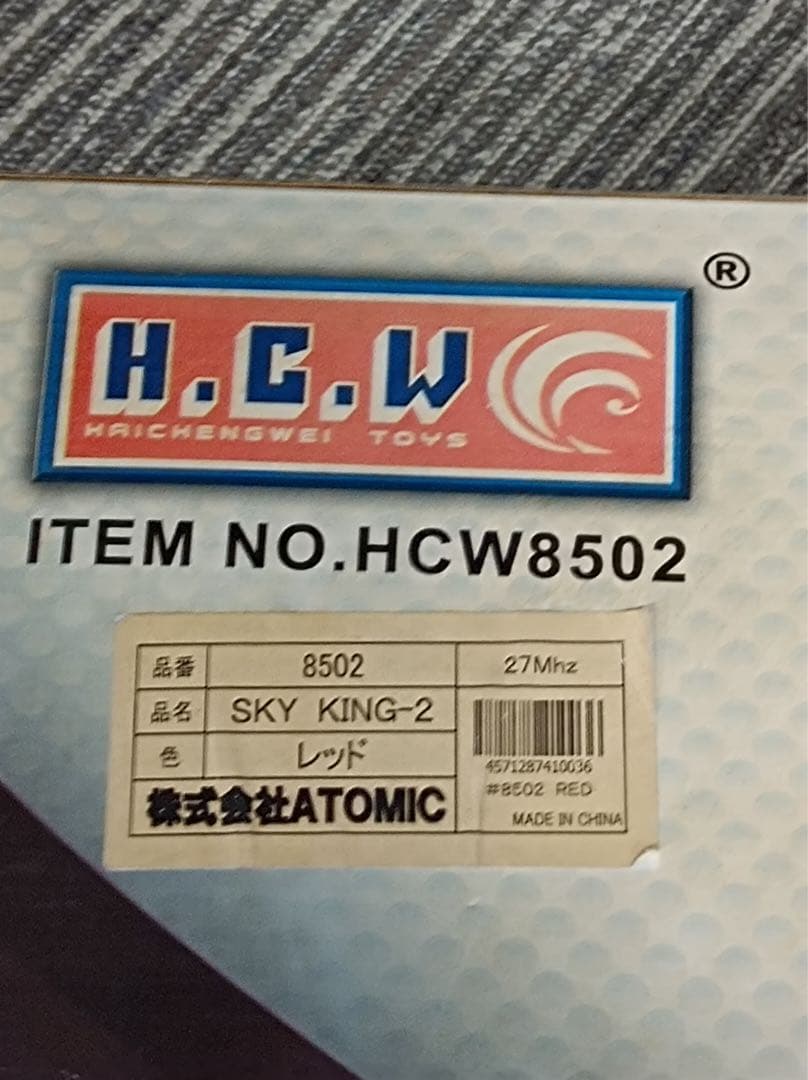 ®
H.C.W
HAICHENGWEI TOYS
ITEM NO.HCW8502
品番 8502 27Mhz
品名 SKY KING-2
色 レッド
4571287410036
#8502 RED
株式会社ATOMIC
MADE IN CHINA